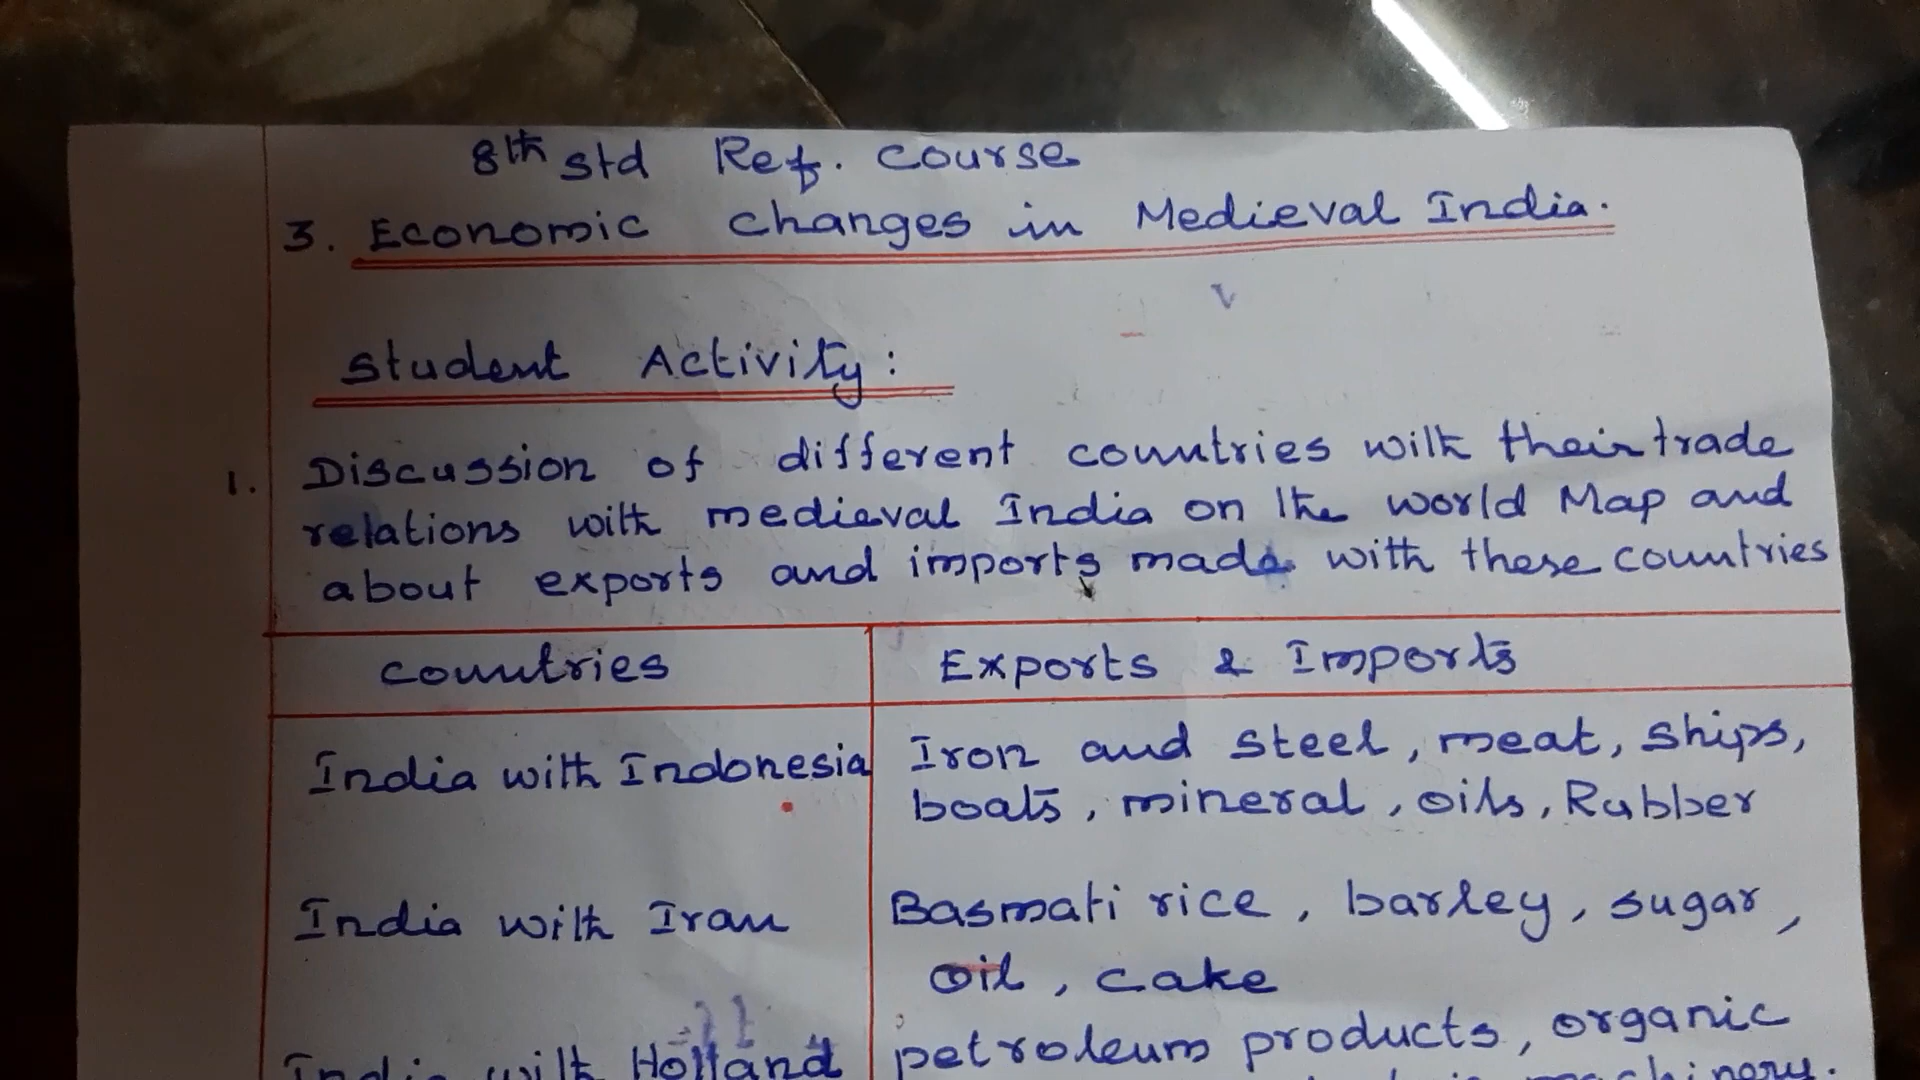 8th std Ref. course
3. Economic changes in Medieval India.
Student Activity:
1. Discussion of different countries with their trade
relations with medieval India on the world Map and
about exports and imports made with these countries
Countries Exports & Imports
India with Indonesia Iron and steel, meat, ships,
boats, mineral, oils, Rubber
India with Iran Basmati rice, barley, sugar,
oil, cake
India with Holland petroleum products, organic
machinory.